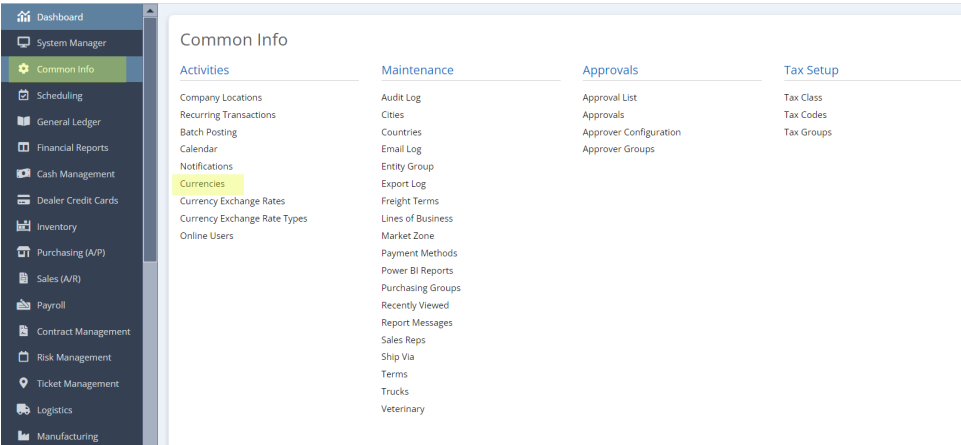 Dashboard
System Manager
Common Info
Scheduling
General Ledger
Financial Reports
Cash Management
Dealer Credit Cards
Inventory
Purchasing (A/P)
Sales (A/R)
Payroll
Contract Management
Risk Management
Ticket Management
Logistics
Manufacturing
Common Info
Activities
Company Locations
Recurring Transactions
Batch Posting
Calendar
Notifications
Currencies
Currency Exchange Rates
Currency Exchange Rate Types
Online Users
Maintenance
Audit Log
Cities
Countries
Email Log
Entity Group
Export Log
Freight Terms
Lines of Business
Market Zone
Payment Methods
Power BI Reports
Purchasing Groups
Recently Viewed
Report Messages
Sales Reps
Ship Via
Terms
Trucks
Veterinary
Approvals
Approval List
Approvals
Approver Configuration
Approver Groups
Tax Setup
Tax Class
Tax Codes
Tax Groups